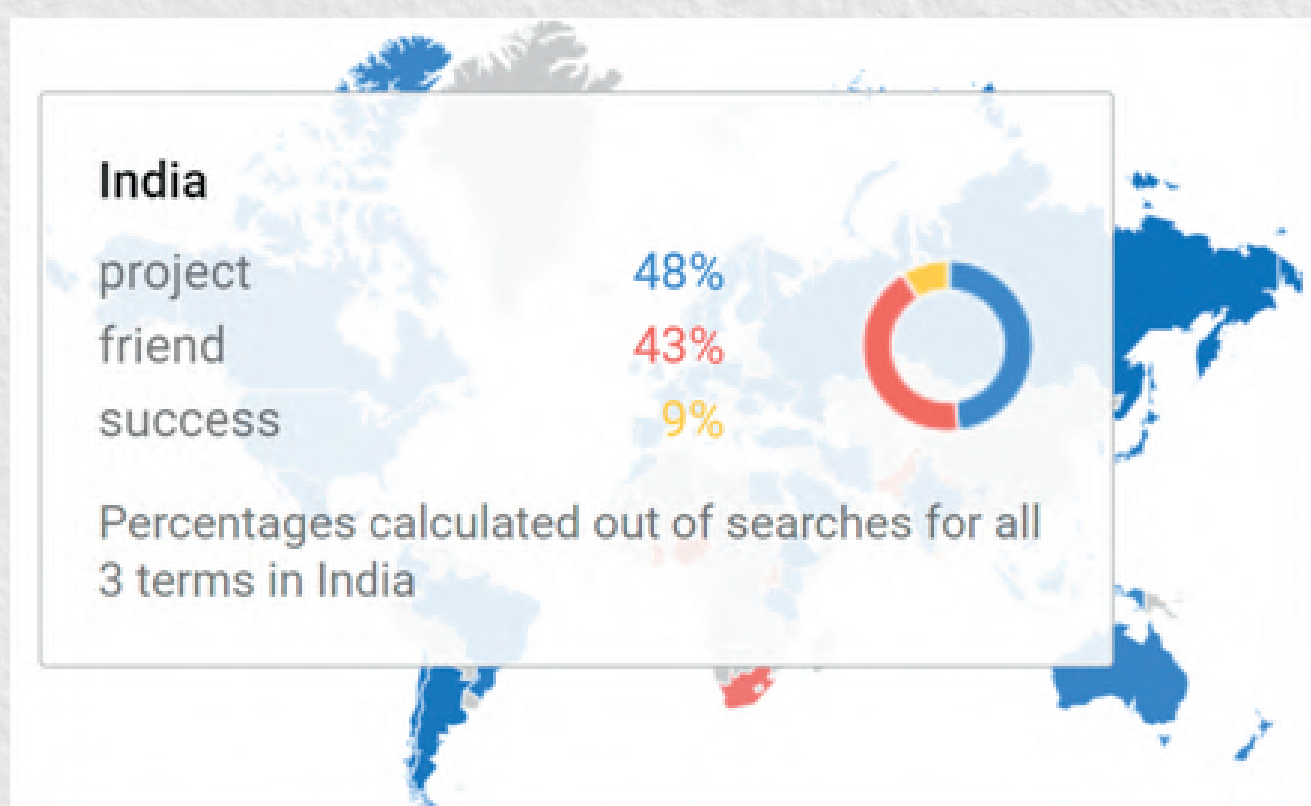 India
project 48%
friend 43%
success 9%
Percentages calculated out of searches for all
3 terms in India